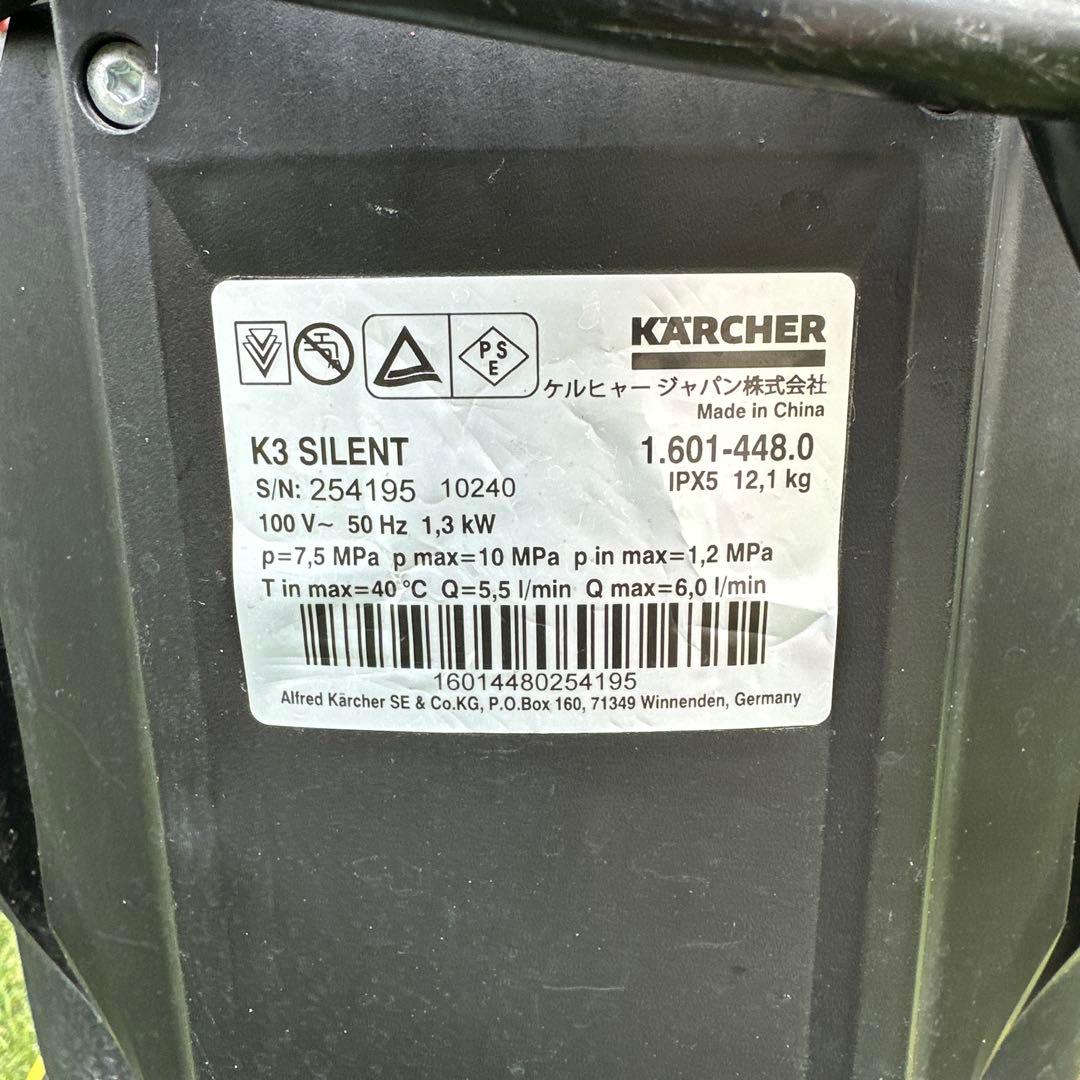 PS
E
KÄRCHER
ケルヒャー ジャパン株式会社
Made in China
K3 SILENT
1.601-448.0
S/N: 254195 10240
IPX5 12,1 kg
100 V~ 50 Hz 1,3 kW
p=7,5 MPa p max=10 MPa p in max=1,2 MPa
T in max=40 °C Q=5,5 l/min Q max=6,0 l/min
16014480254195
Alfred Kärcher SE & Co.KG, P.O.Box 160, 71349 Winnenden, Germany